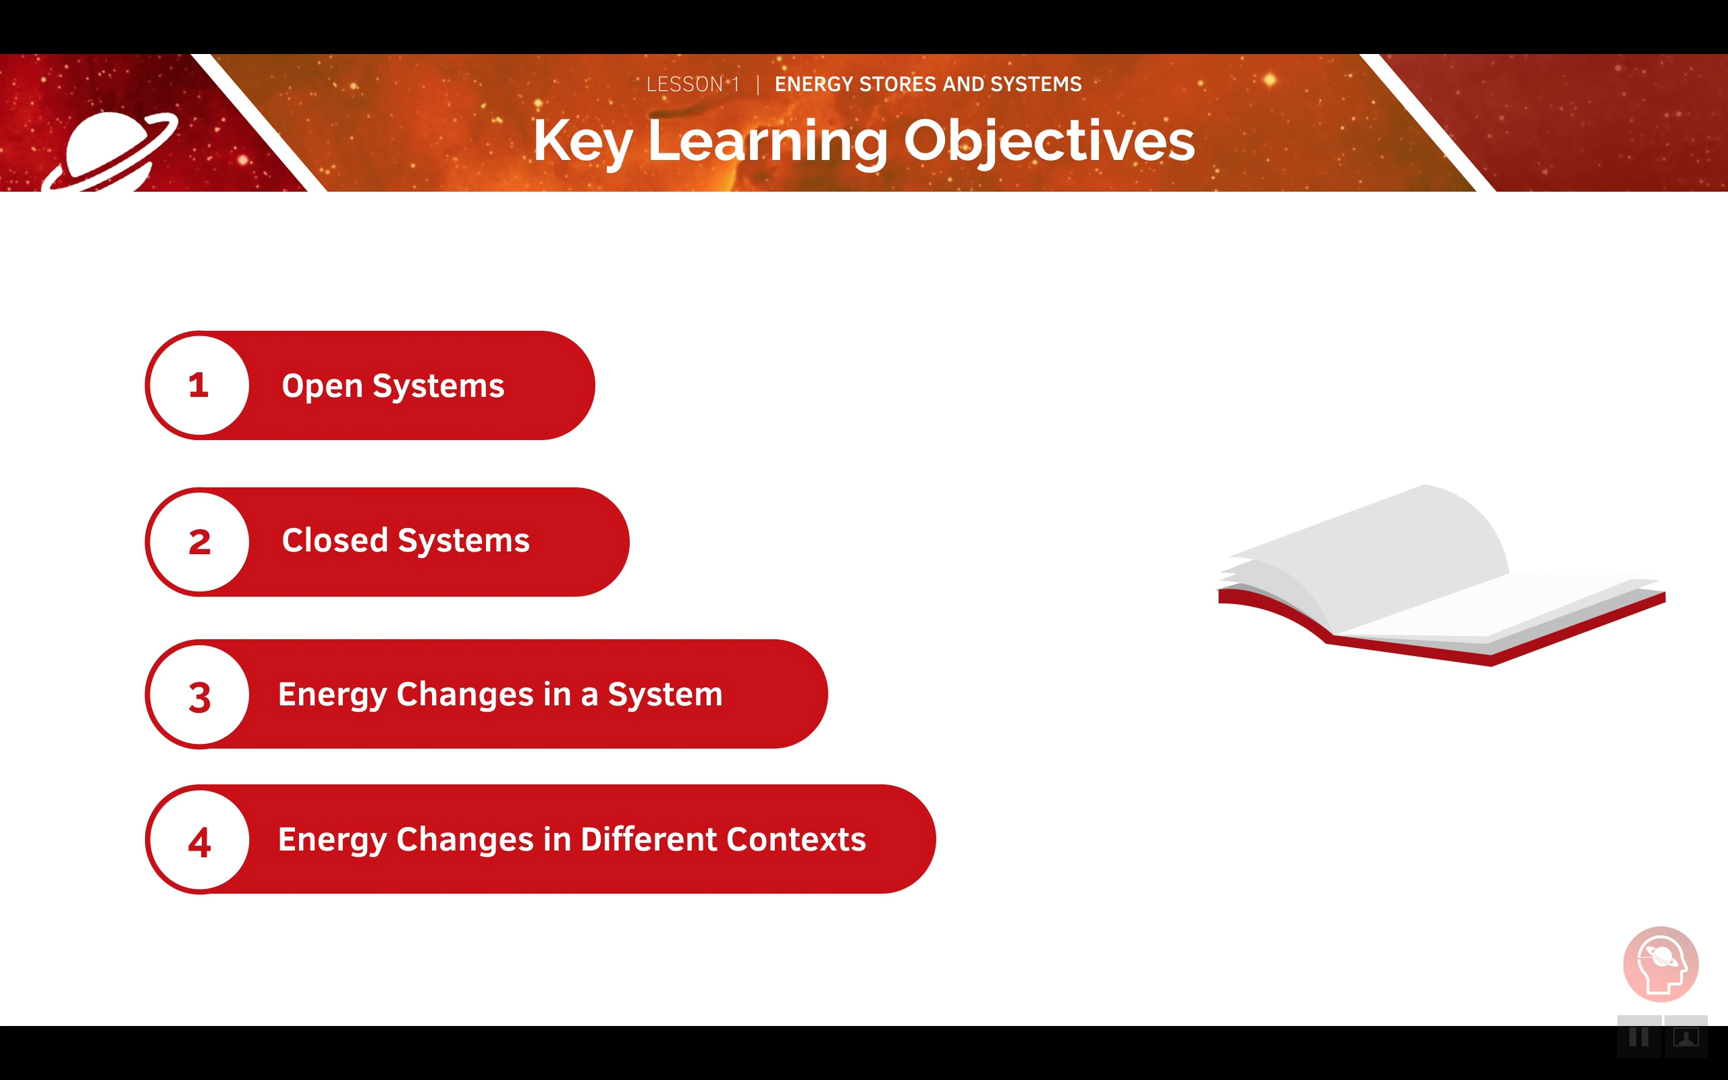 LESSON 1 | ENERGY STORES AND SYSTEMS
Key Learning Objectives
1 Open Systems
2 Closed Systems
3 Energy Changes in a System
4 Energy Changes in Different Contexts